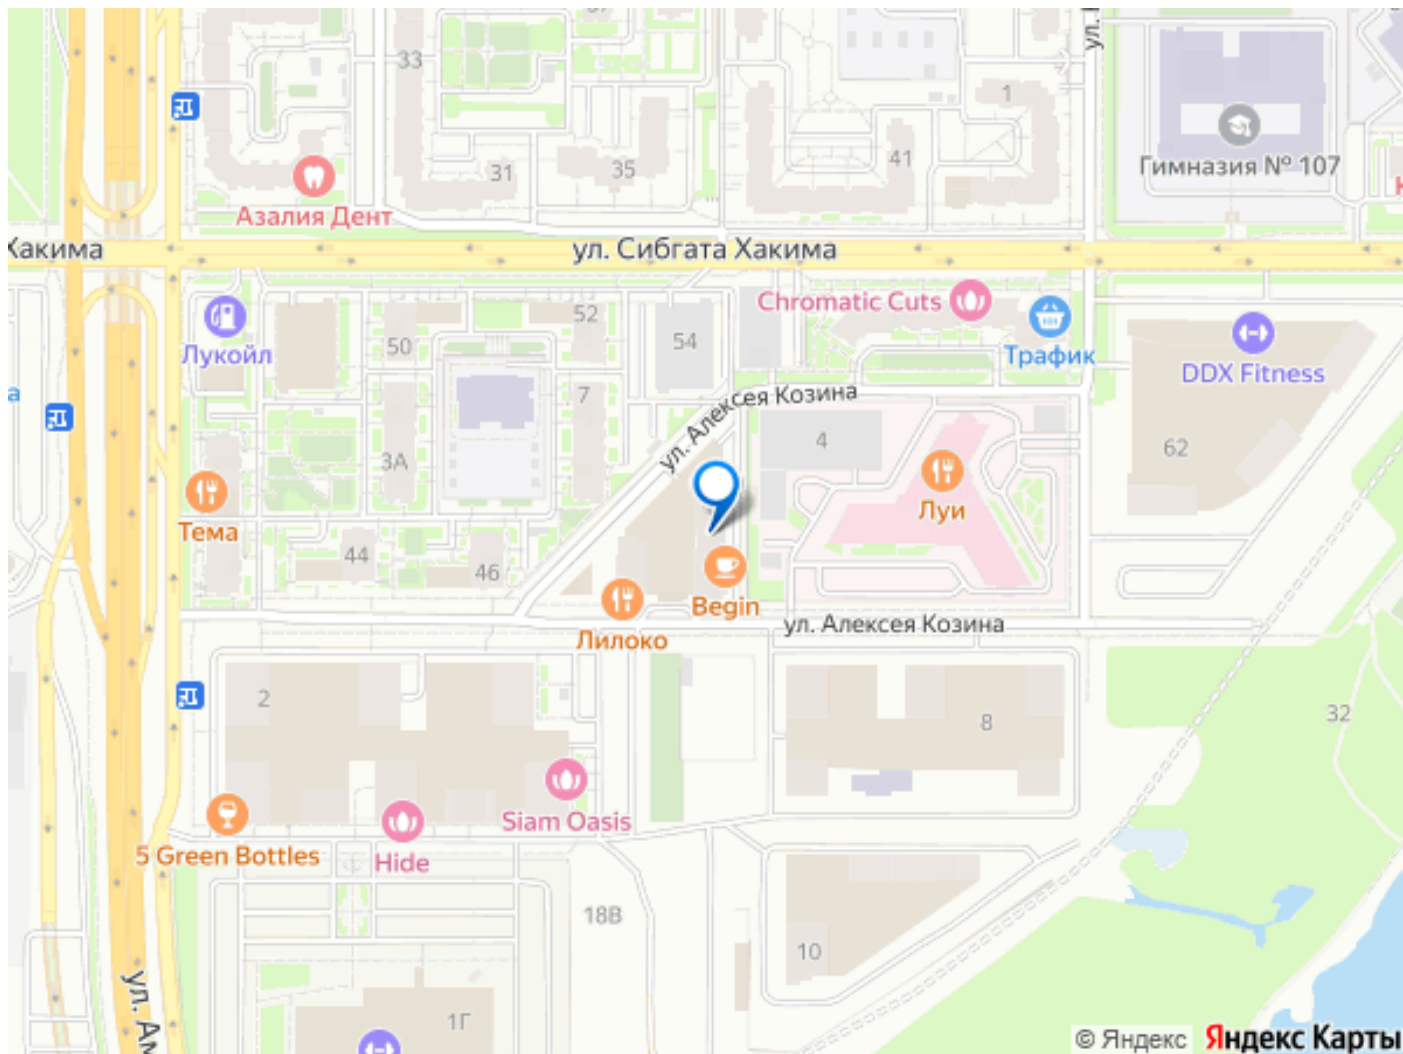 33
1
31
35
41
Гимназия № 107
Азалия Дент
Хакима
ул. Сибгата Хакима
Chromatic Cuts
52
50
54
Лукойл
Трафик
DDX Fitness
7
ул. Алексея Козина
4
62
3А
Тема
Луи
44
46
Begin
Лилоко
ул. Алексея Козина
2
8
32
Siam Oasis
5 Green Bottles
Hide
18В
10
ул. Ам
1Г
© Яндекс
Яндекс Карты